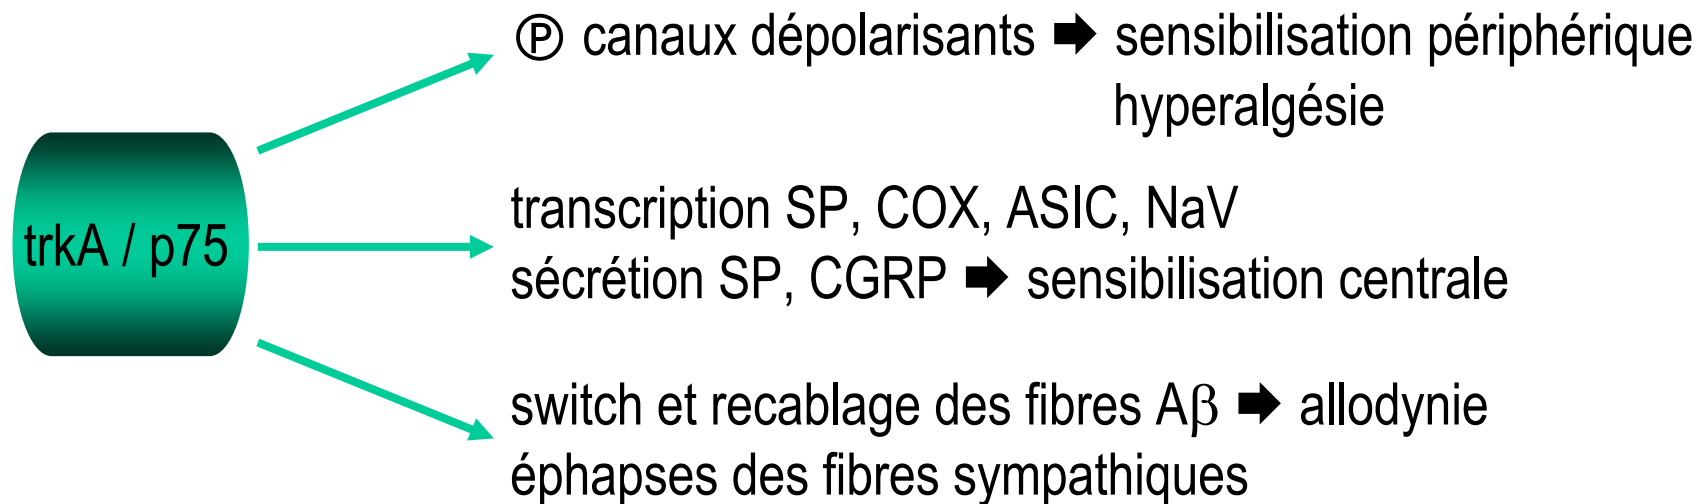 Ⓟ canaux dépolarisants ➡ sensibilisation périphérique
hyperalgésie
trkA / p75
transcription SP, COX, ASIC, NaV
sécrétion SP, CGRP ➡ sensibilisation centrale
switch et recablage des fibres Aβ ➡ allodynie
éphapses des fibres sympathiques